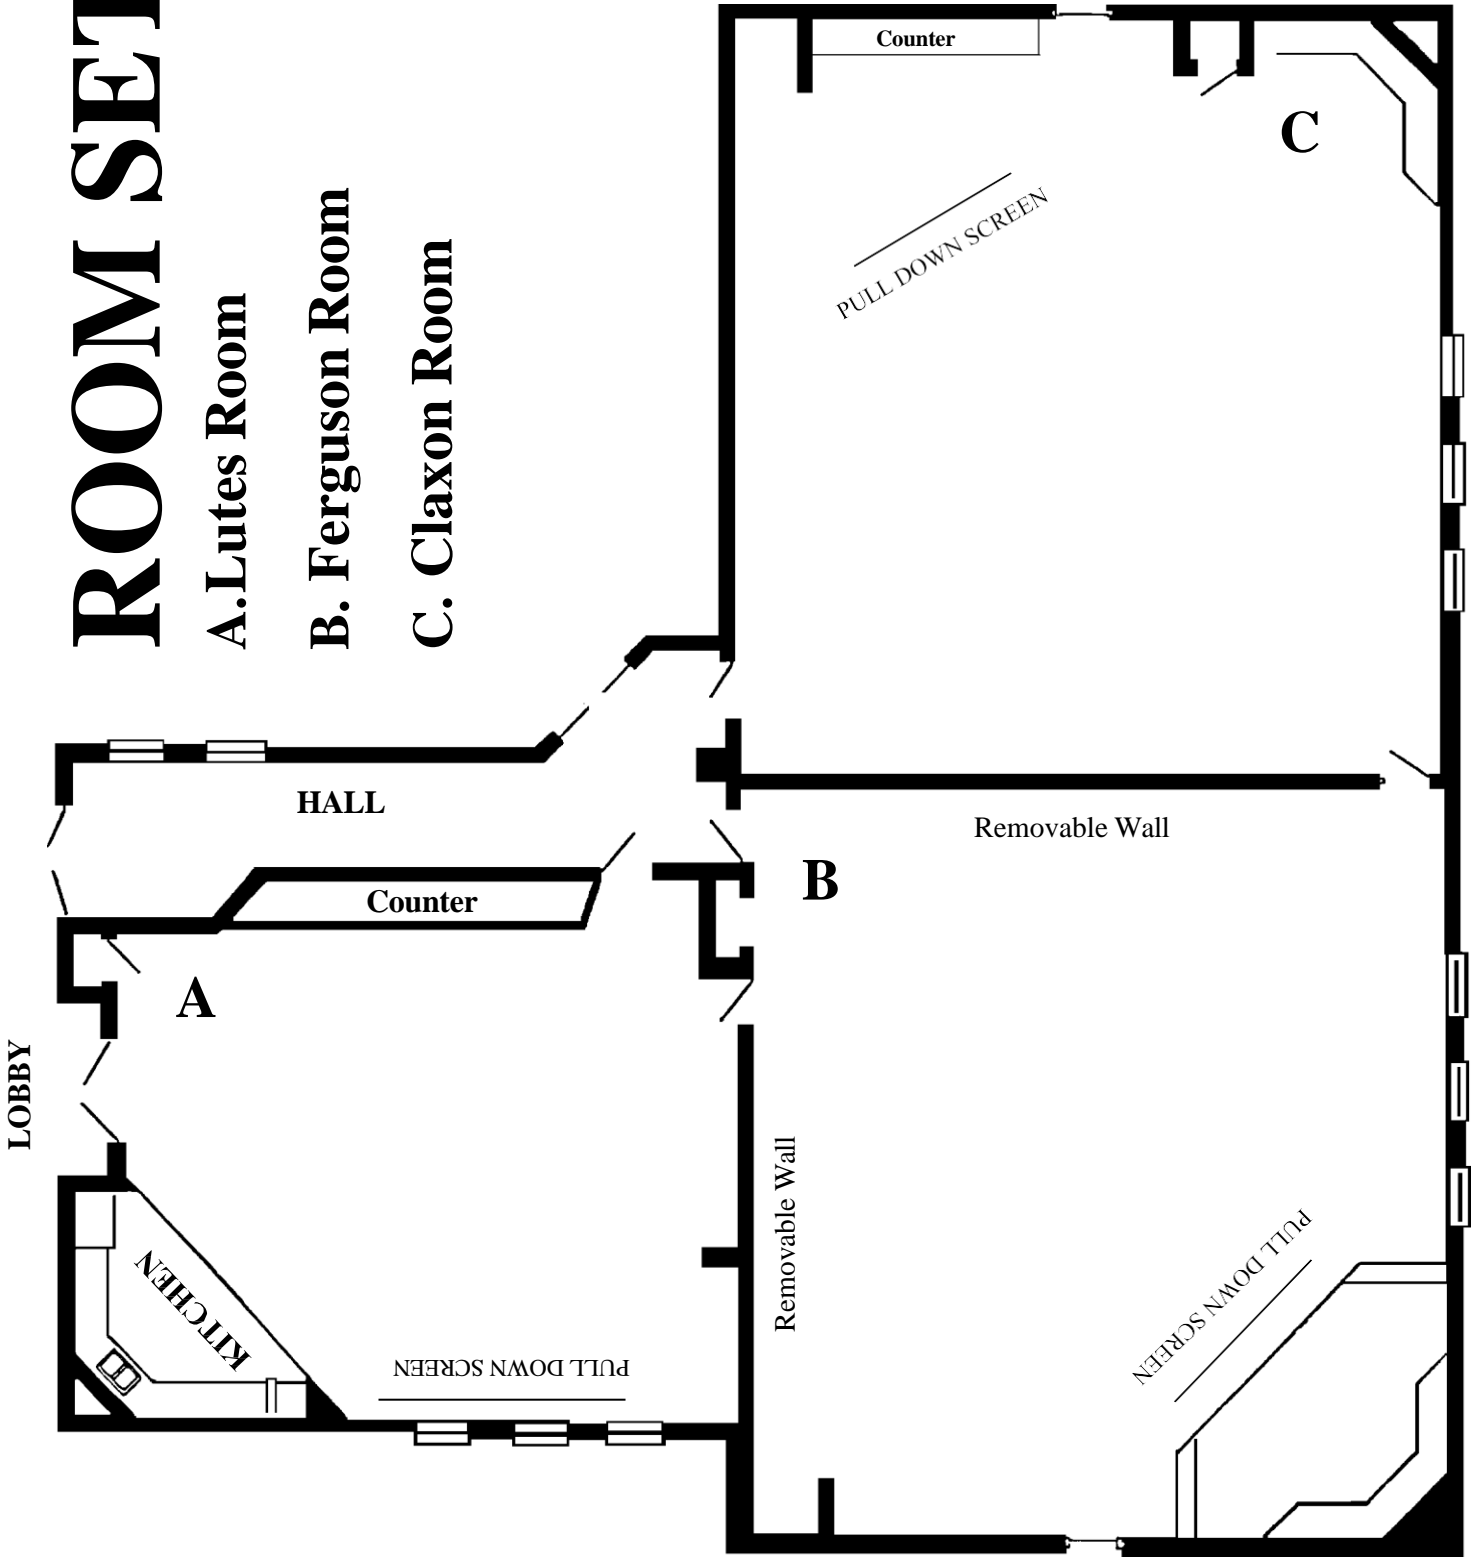 ROOM SET
A.Lutes Room
B. Ferguson Room
C. Claxon Room
Counter
C
PULL DOWN SCREEN
HALL
Removable Wall
B
Counter
A
LOBBY
Removable Wall
KITCHEN
PULL DOWN SCREEN
PULL DOWN SCREEN